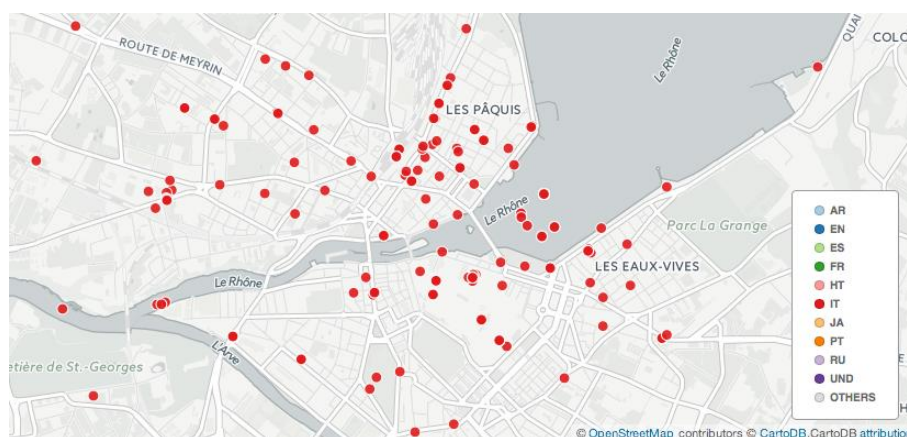 ROUTE DE MEYRIN
QUAI
COLO
Le Rhône
LES PÂQUIS
Le Rhône
Parc La Grange
LES EAUX-VIVES
Le Rhône
L'Arve
etière de St.-Georges
AR
EN
ES
FR
HT
IT
JA
PT
RU
UND
OTHERS
H
© OpenStreetMap contributors © CartoDB,CartoDB attribution